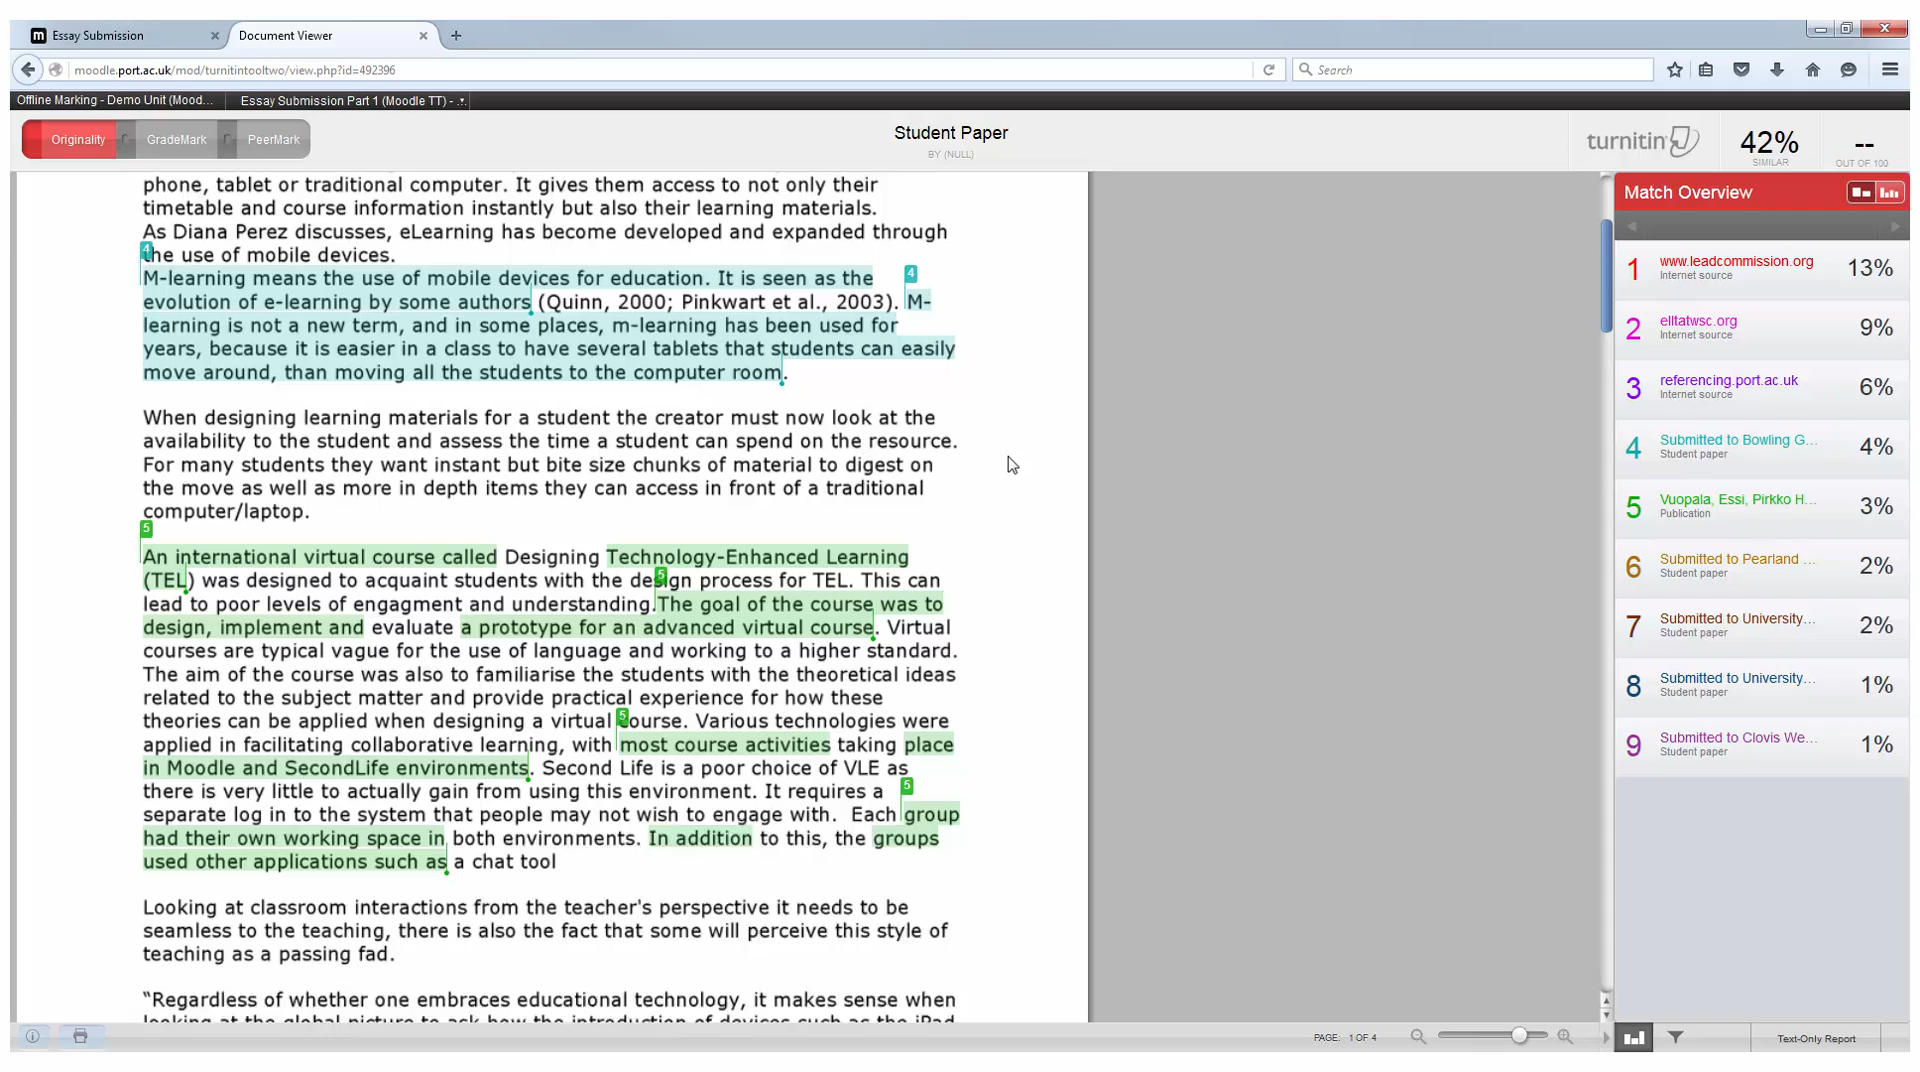 Essay Submission
Document Viewer
moodle.port.ac.uk/mod/turnitintooltwo/view.php?id=492396
Search
Offline Marking - Demo Unit (Mood...
Essay Submission Part 1 (Moodle TT) - ...
Originality
GradeMark
PeerMark
Student Paper
BY (NULL)
turnitin
42%
SIMILAR
--
OUT OF 100
phone, tablet or traditional computer. It gives them access to not only their
timetable and course information instantly but also their learning materials.
As Diana Perez discusses, eLearning has become developed and expanded through
4
the use of mobile devices.
M-learning means the use of mobile devices for education. It is seen as the
4
evolution of e-learning by some authors (Quinn, 2000; Pinkwart et al., 2003). M-
learning is not a new term, and in some places, m-learning has been used for
years, because it is easier in a class to have several tablets that students can easily
move around, than moving all the students to the computer room.
When designing learning materials for a student the creator must now look at the
availability to the student and assess the time a student can spend on the resource.
For many students they want instant but bite size chunks of material to digest on
the move as well as more in depth items they can access in front of a traditional
computer/laptop.
5
An international virtual course called Designing Technology-Enhanced Learning
(TEL) was designed to acquaint students with the design process for TEL. This can
5
lead to poor levels of engagment and understanding.The goal of the course was to
design, implement and evaluate a prototype for an advanced virtual course. Virtual
courses are typical vague for the use of language and working to a higher standard.
The aim of the course was also to familiarise the students with the theoretical ideas
related to the subject matter and provide practical experience for how these
theories can be applied when designing a virtual course. Various technologies were
5
applied in facilitating collaborative learning, with most course activities taking place
in Moodle and SecondLife environments. Second Life is a poor choice of VLE as
there is very little to actually gain from using this environment. It requires a
5
separate log in to the system that people may not wish to engage with. Each group
had their own working space in both environments. In addition to this, the groups
used other applications such as a chat tool
Looking at classroom interactions from the teacher's perspective it needs to be
seamless to the teaching, there is also the fact that some will perceive this style of
teaching as a passing fad.
“Regardless of whether one embraces educational technology, it makes sense when
looking at the global picture to ask how the introduction of devices such as the iPad
Match Overview
1 www.leadcommission.org 13%
Internet source
2 elltatwsc.org 9%
Internet source
3 referencing.port.ac.uk 6%
Internet source
4 Submitted to Bowling G... 4%
Student paper
5 Vuopala, Essi, Pirkko H... 3%
Publication
6 Submitted to Pearland ... 2%
Student paper
7 Submitted to University... 2%
Student paper
8 Submitted to University... 1%
Student paper
9 Submitted to Clovis We... 1%
Student paper
PAGE: 1 OF 4
Text-Only Report